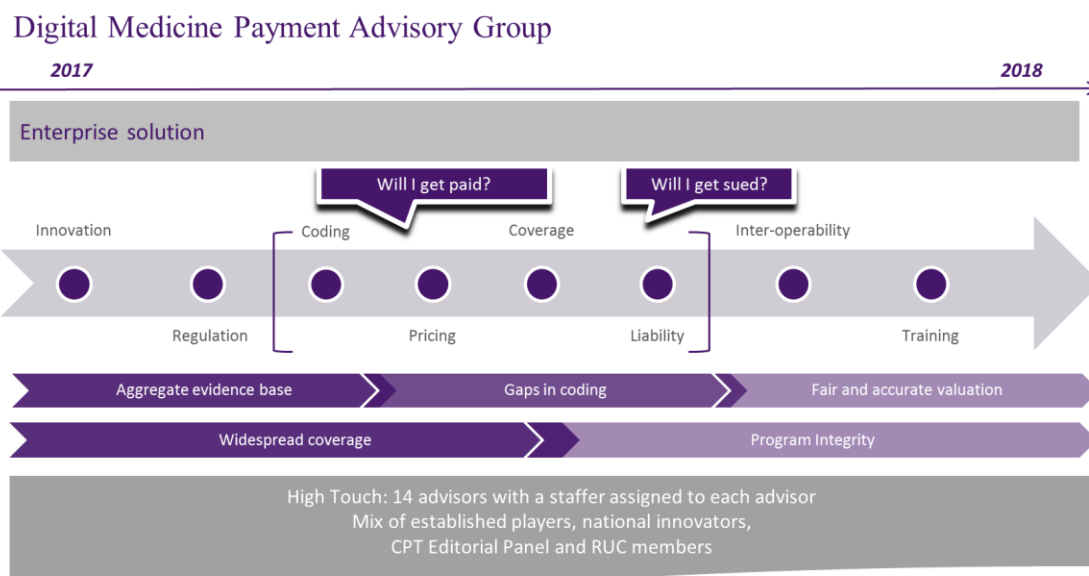 Digital Medicine Payment Advisory Group
2017
2018
Enterprise solution
Will I get paid?
Will I get sued?
Innovation
Coding
Coverage
Inter-operability
Regulation
Pricing
Liability
Training
Aggregate evidence base
Gaps in coding
Fair and accurate valuation
Widespread coverage
Program Integrity
High Touch: 14 advisors with a staffer assigned to each advisor
Mix of established players, national innovators,
CPT Editorial Panel and RUC members